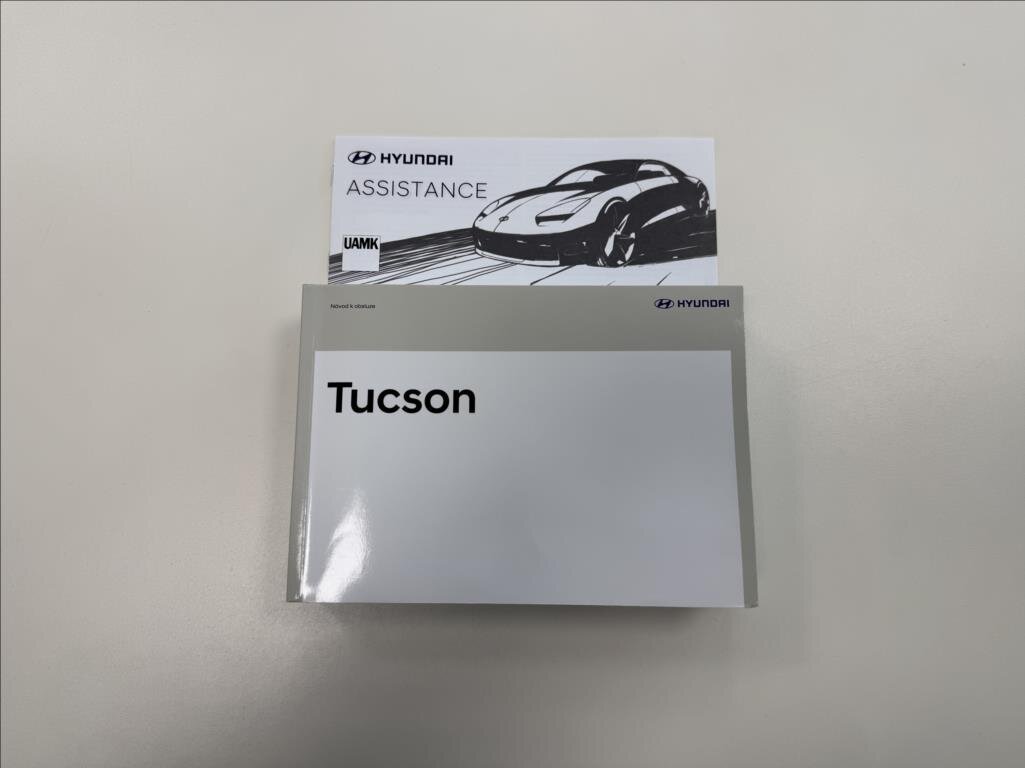 HYUNDAI
ASSISTANCE
UAMK
Návod k obsluze
HYUNDAI
Tucson